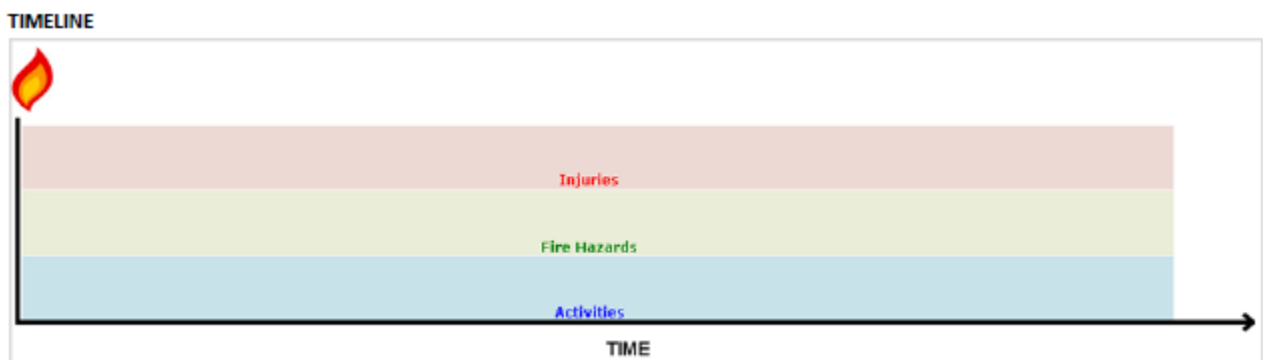 TIMELINE
Injuries
Fire Hazards
Activities
TIME